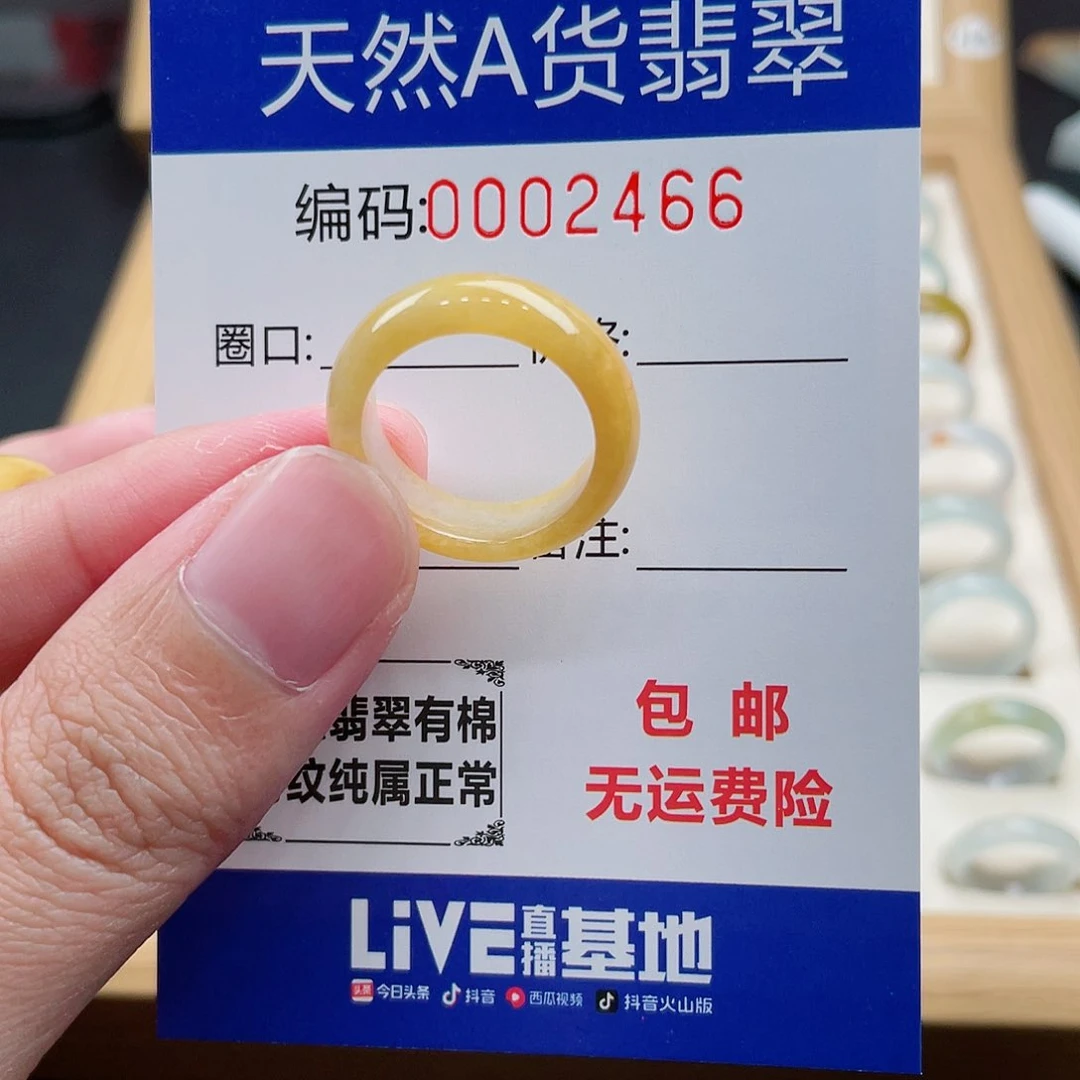 天然A货翡翠
编码:0002466
圈口:
注:
翡翠有棉
纹纯属正常
包邮
无运费险
LiVE直播基地
今日头条 抖音 西瓜视频 抖音火山版